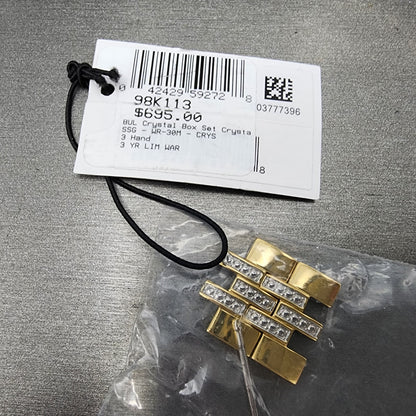 0 42429 59272 8
03777396
98K113
$695.00
BUL Crystal Box Set Crysta
SSG - WR-30M - CRYS
3 Hand
3 YR LIM WAR